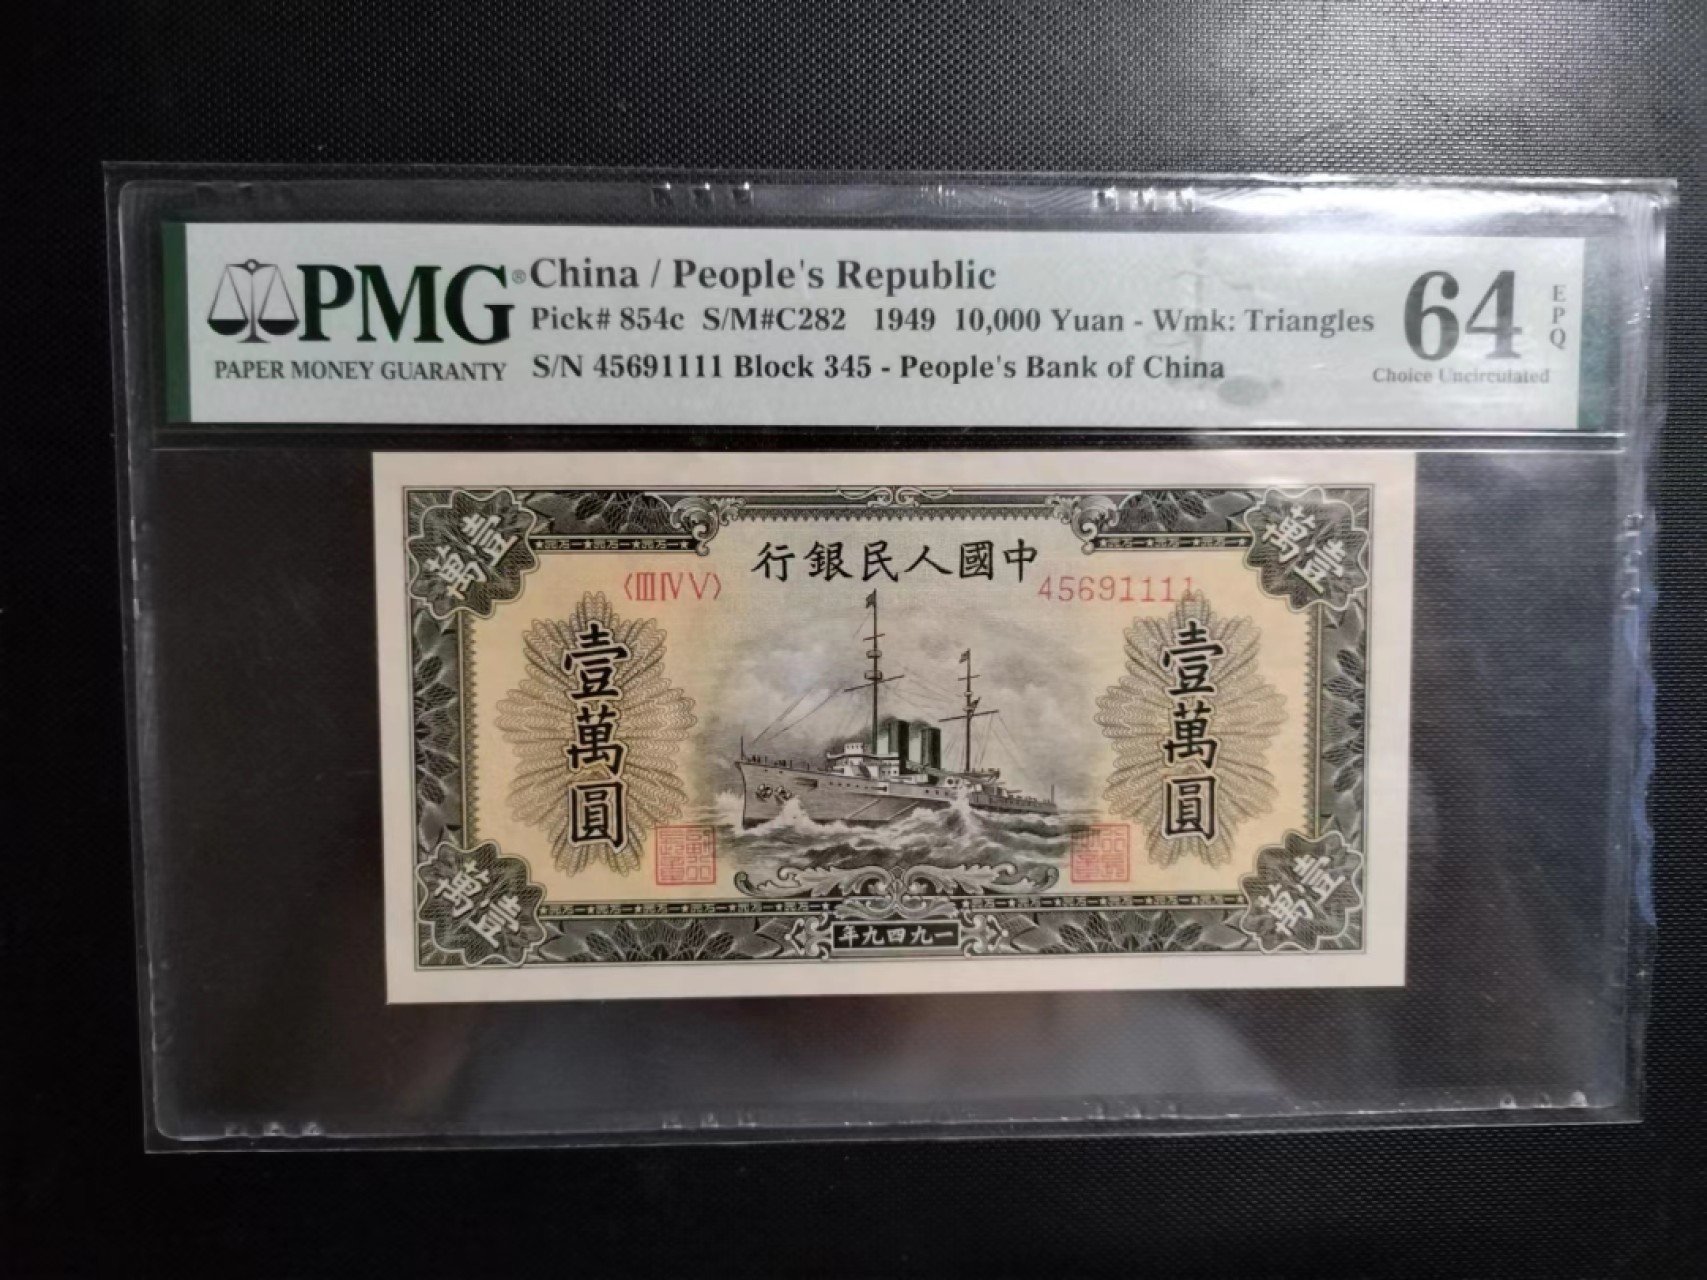 PMG® China / People's Republic
Pick# 854c S/M#C282 1949 10,000 Yuan - Wmk: Triangles
PAPER MONEY GUARANTY
S/N 45691111 Block 345 - People's Bank of China
64 EPQ
Choice Uncirculated
壹萬
壹萬
行銀民人國中
〈ⅢⅣⅤ〉
45691111
壹萬圓
壹萬圓
壹萬
壹萬
年九四九一